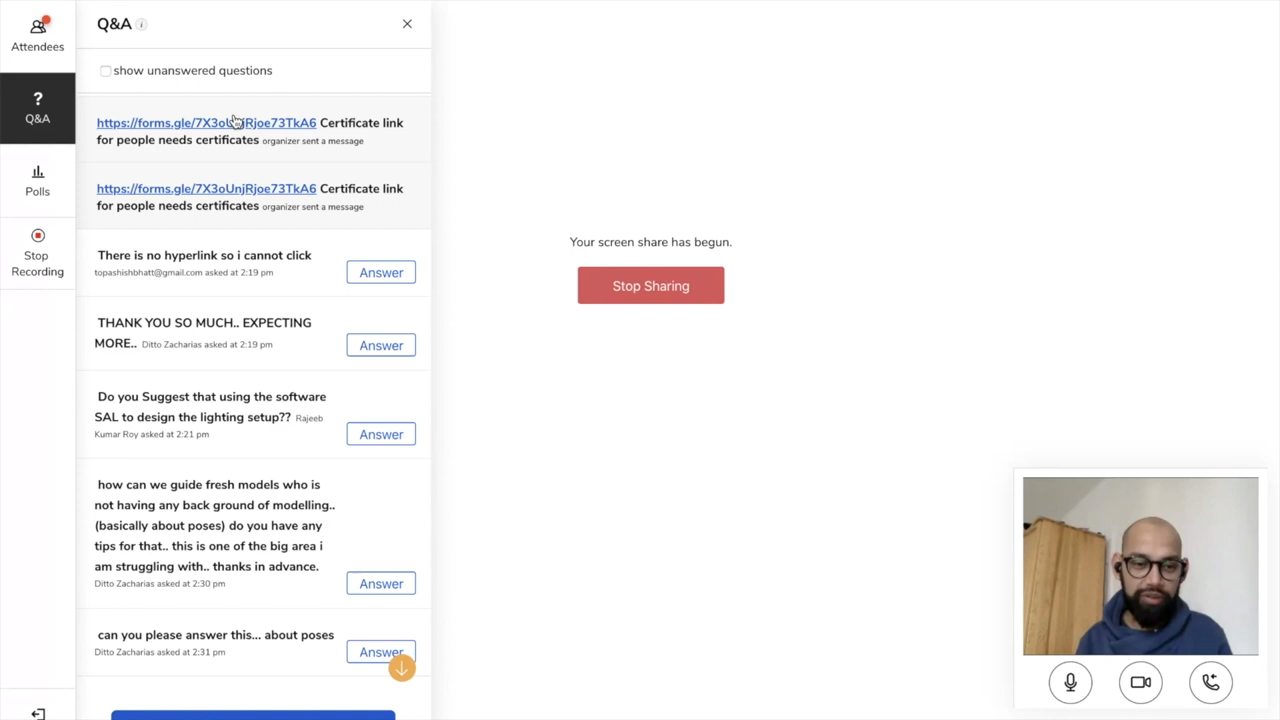 Attendees
Q&A
Polls
Stop
Recording
Q&A
show unanswered questions
https://forms.gle/7X3oUnjRjoe73TkA6 Certificate link
for people needs certificates organizer sent a message
https://forms.gle/7X3oUnjRjoe73TkA6 Certificate link
for people needs certificates organizer sent a message
There is no hyperlink so i cannot click
topashishbhatt@gmail.com asked at 2:19 pm
Answer
THANK YOU SO MUCH.. EXPECTING
MORE.. Ditto Zacharias asked at 2:19 pm
Answer
Do you Suggest that using the software
SAL to design the lighting setup?? Rajeeb
Kumar Roy asked at 2:21 pm
Answer
how can we guide fresh models who is
not having any back ground of modelling..
(basically about poses) do you have any
tips for that.. this is one of the big area i
am struggling with.. thanks in advance.
Ditto Zacharias asked at 2:30 pm
Answer
can you please answer this... about poses
Ditto Zacharias asked at 2:31 pm
Answer
Your screen share has begun.
Stop Sharing